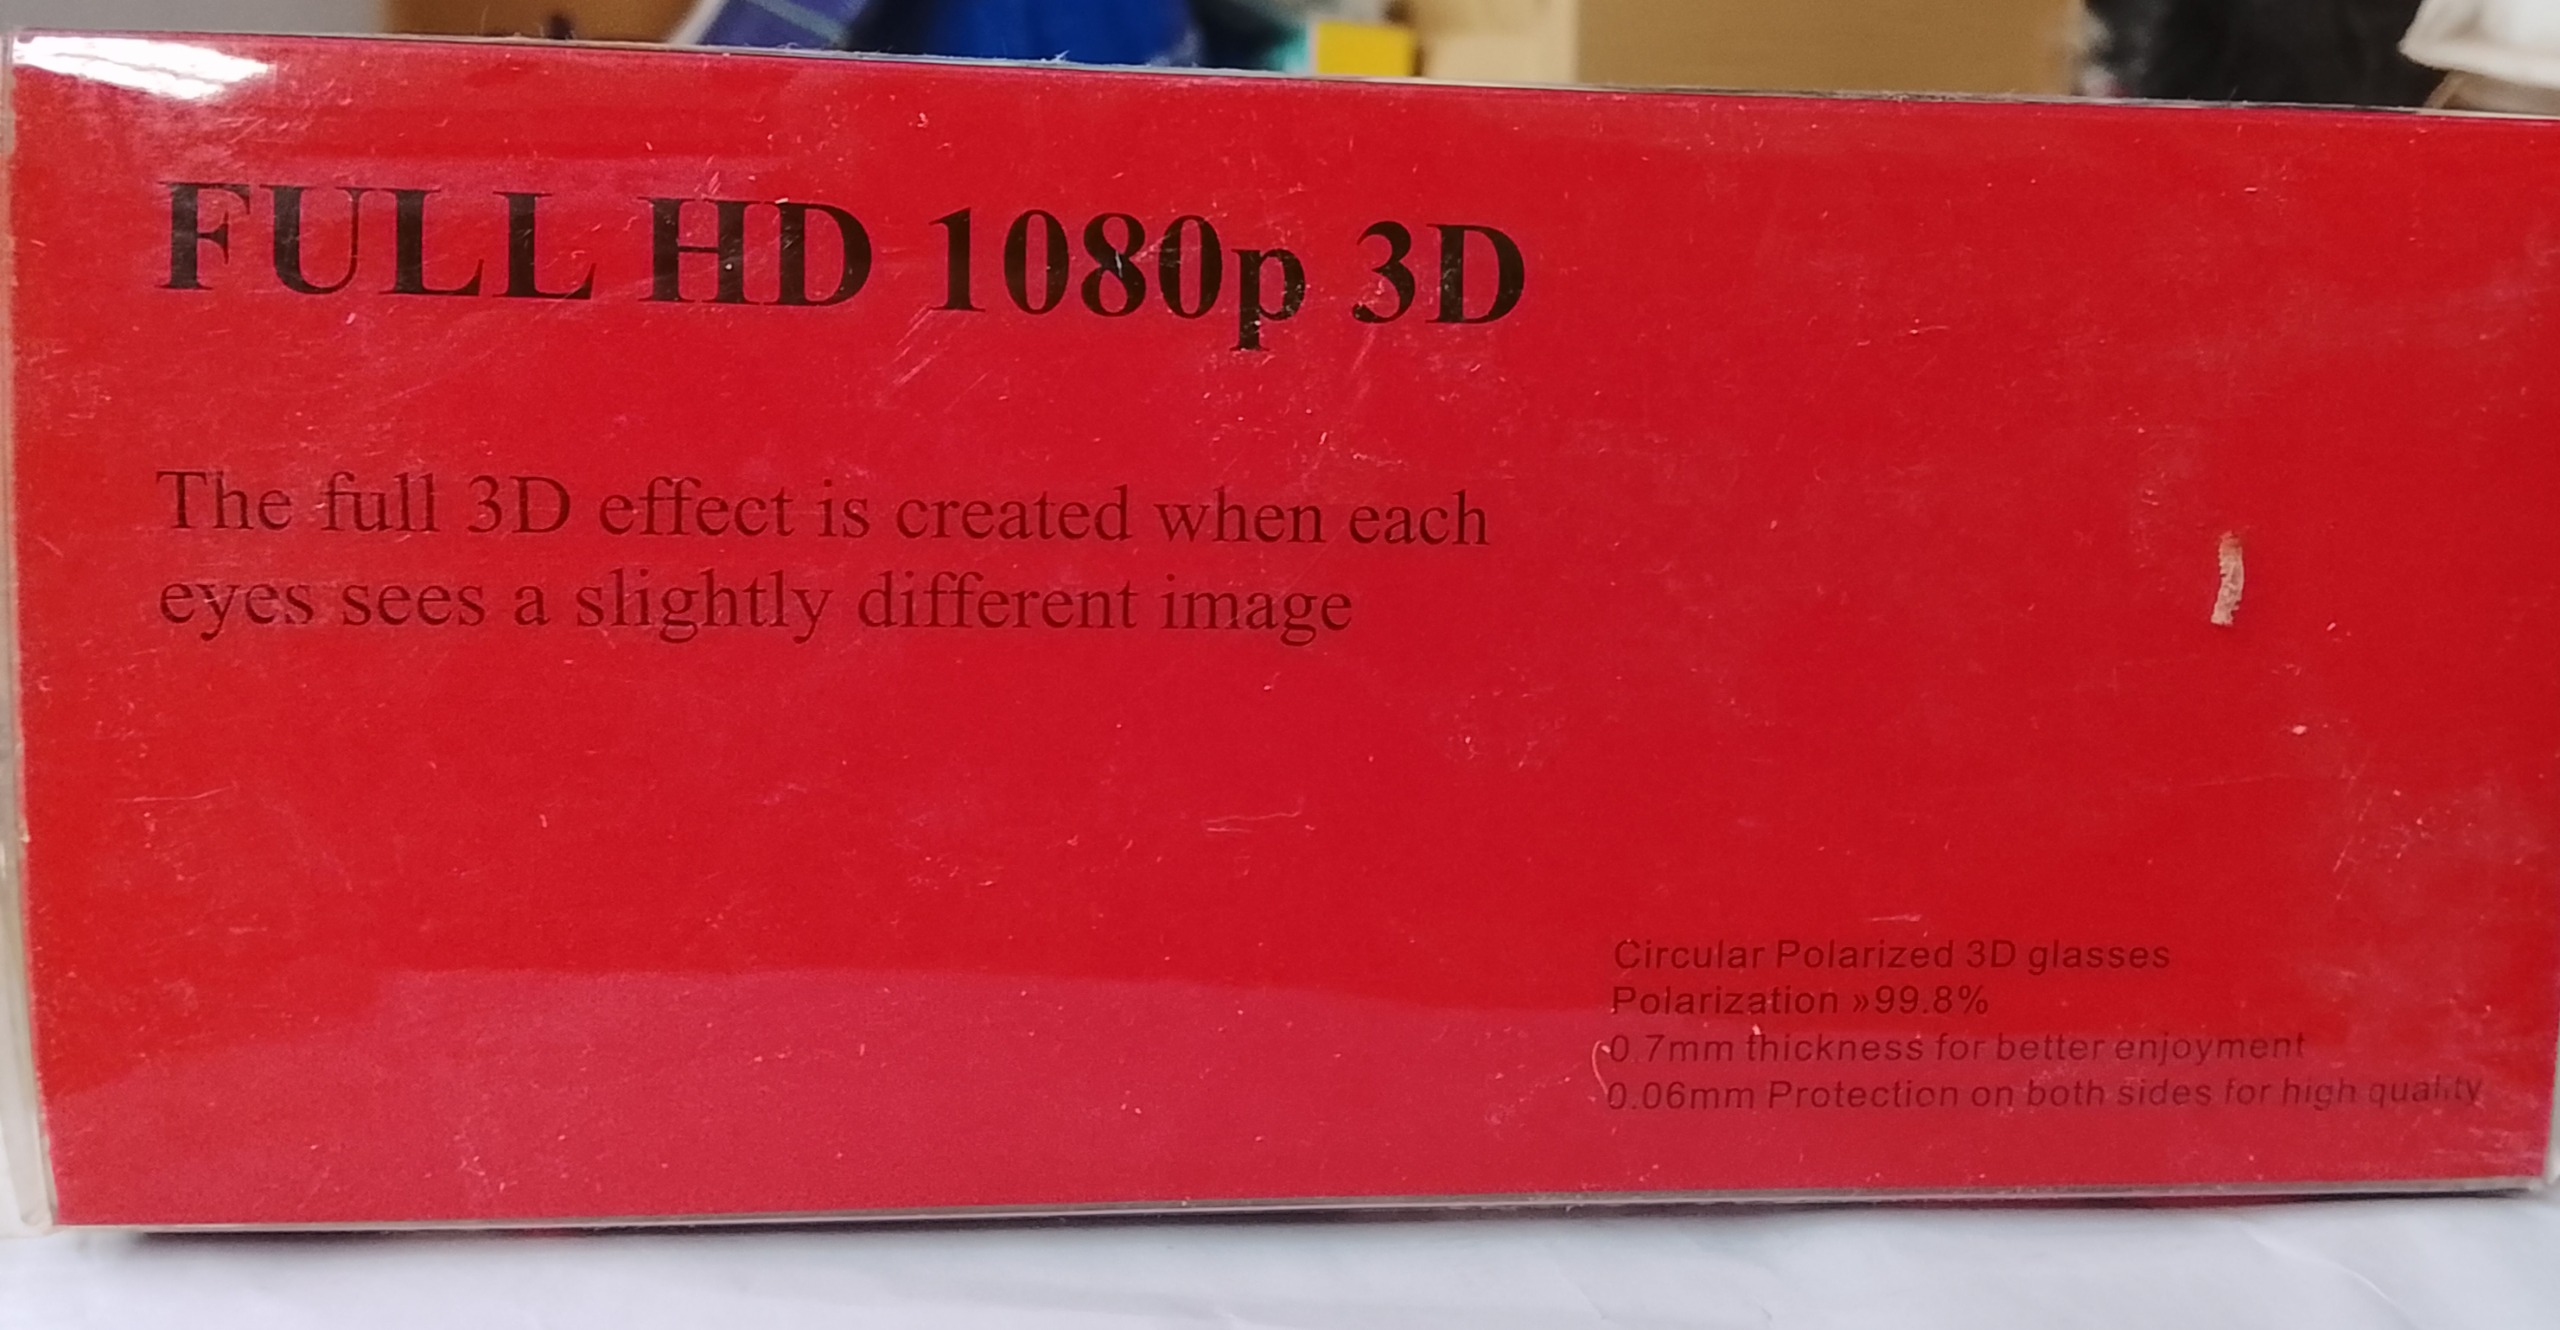 FULL HD 1080p 3D
The full 3D effect is created when each
eyes sees a slightly different image
Circular Polarized 3D glasses
Polarization »99.8%
0.7mm thickness for better enjoyment
0.06mm Protection on both sides for high quality